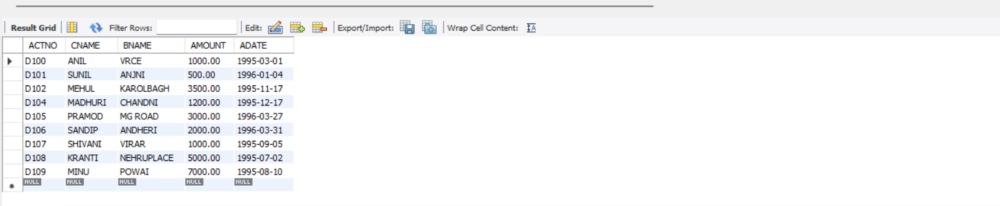 Result Grid Filter Rows: Edit: Export/Import: Wrap Cell Content:
ACTNO CNAME BNAME AMOUNT ADATE
D100 ANIL VRCE 1000.00 1995-03-01
D101 SUNIL ANJNI 500.00 1996-01-04
D102 MEHUL KAROLBAGH 3500.00 1995-11-17
D104 MADHURI CHANDNI 1200.00 1995-12-17
D105 PRAMOD MG ROAD 3000.00 1996-03-27
D106 SANDIP ANDHERI 2000.00 1996-03-31
D107 SHIVANI VIRAR 1000.00 1995-09-05
D108 KRANTI NEHRUPLACE 5000.00 1995-07-02
D109 MINU POWAI 7000.00 1995-08-10
NULL NULL NULL NULL NULL